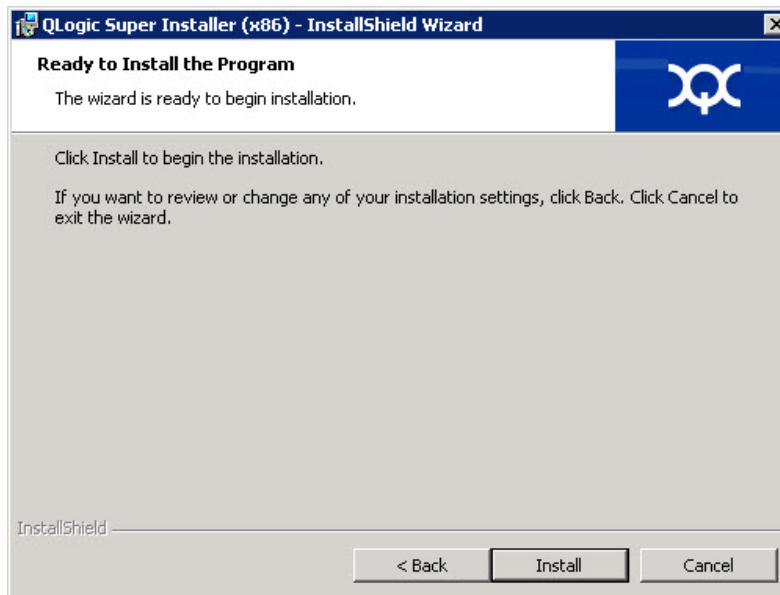 QLogic Super Installer (x86) - InstallShield Wizard
Ready to Install the Program
The wizard is ready to begin installation.
Click Install to begin the installation.
If you want to review or change any of your installation settings, click Back. Click Cancel to
exit the wizard.
InstallShield
< Back
Install
Cancel